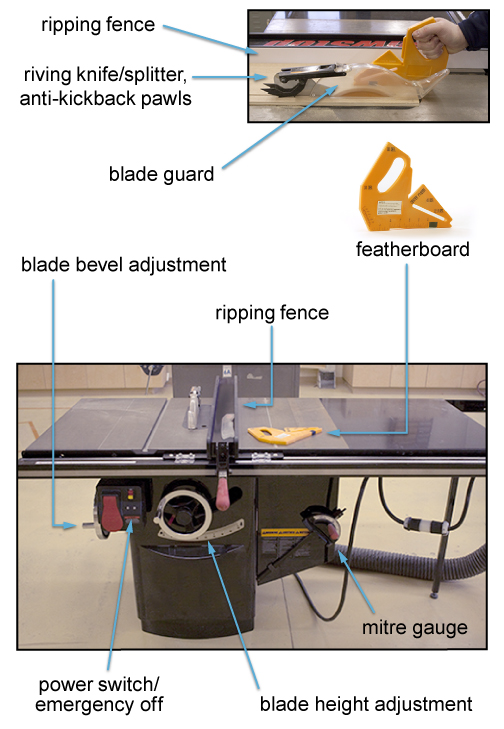 ripping fence
riving knife/splitter,
anti-kickback pawls
blade guard
featherboard
blade bevel adjustment
ripping fence
mitre gauge
power switch/
emergency off
blade height adjustment